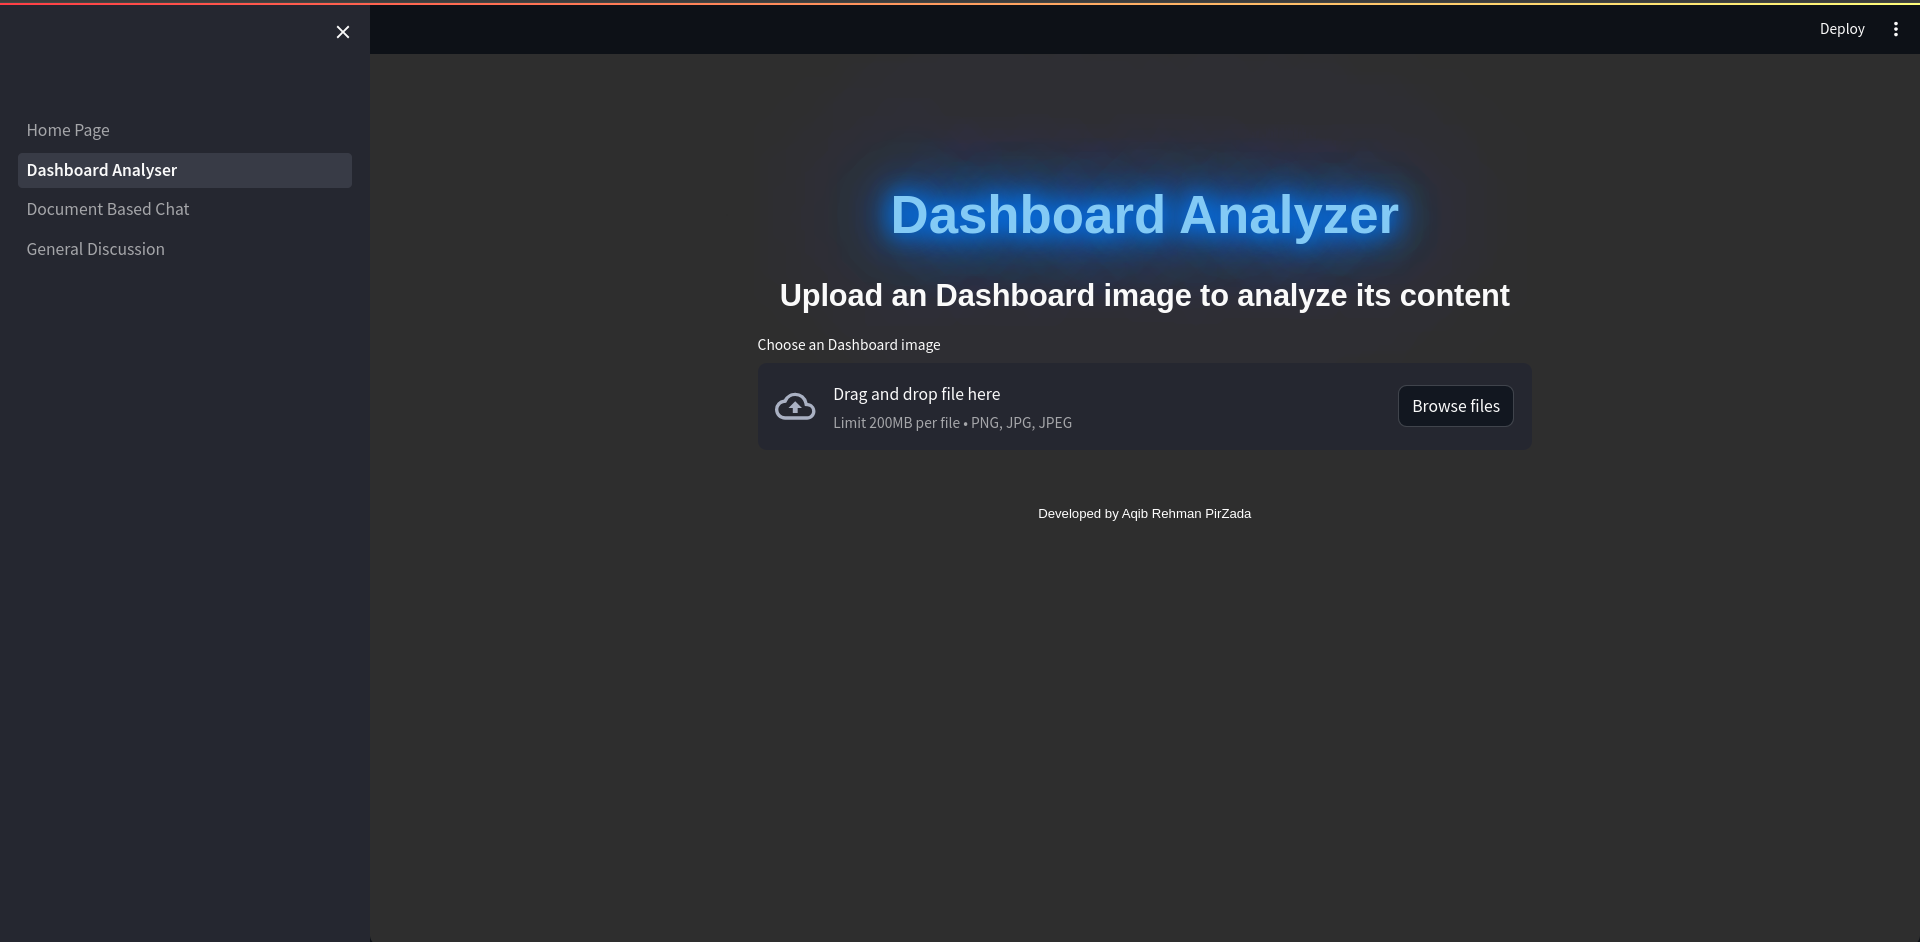 Deploy
Home Page
Dashboard Analyser
Document Based Chat
General Discussion
Dashboard Analyzer
Upload an Dashboard image to analyze its content
Choose an Dashboard image
Drag and drop file here
Limit 200MB per file • PNG, JPG, JPEG
Browse files
Developed by Aqib Rehman PirZada